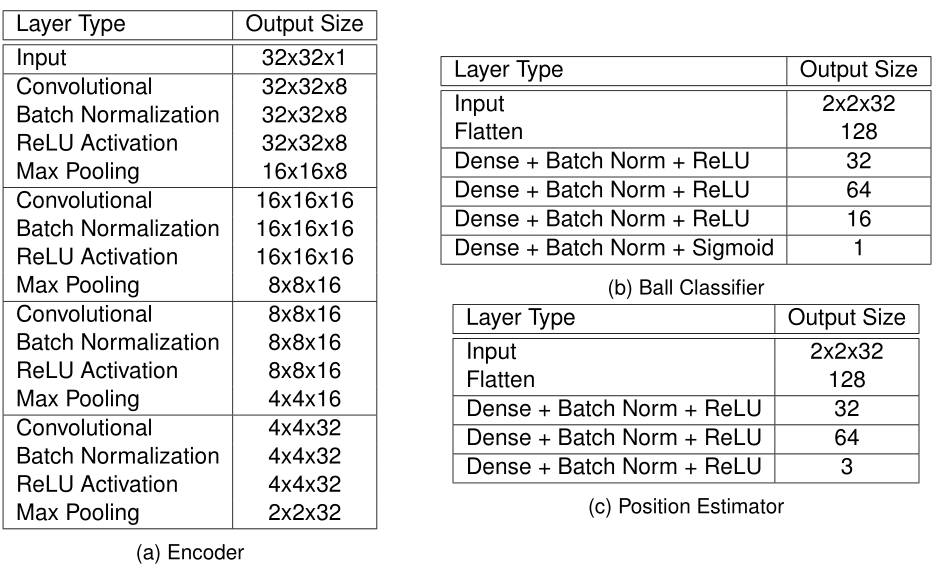 Layer Type Output Size
Input 32x32x1
Convolutional 32x32x8
Batch Normalization 32x32x8
ReLU Activation 32x32x8
Max Pooling 16x16x8
Convolutional 16x16x16
Batch Normalization 16x16x16
ReLU Activation 16x16x16
Max Pooling 8x8x16
Convolutional 8x8x16
Batch Normalization 8x8x16
ReLU Activation 8x8x16
Max Pooling 4x4x16
Convolutional 4x4x32
Batch Normalization 4x4x32
ReLU Activation 4x4x32
Max Pooling 2x2x32
(a) Encoder
Layer Type Output Size
Input 2x2x32
Flatten 128
Dense + Batch Norm + ReLU 32
Dense + Batch Norm + ReLU 64
Dense + Batch Norm + ReLU 16
Dense + Batch Norm + Sigmoid 1
(b) Ball Classifier
Layer Type Output Size
Input 2x2x32
Flatten 128
Dense + Batch Norm + ReLU 32
Dense + Batch Norm + ReLU 64
Dense + Batch Norm + ReLU 3
(c) Position Estimator